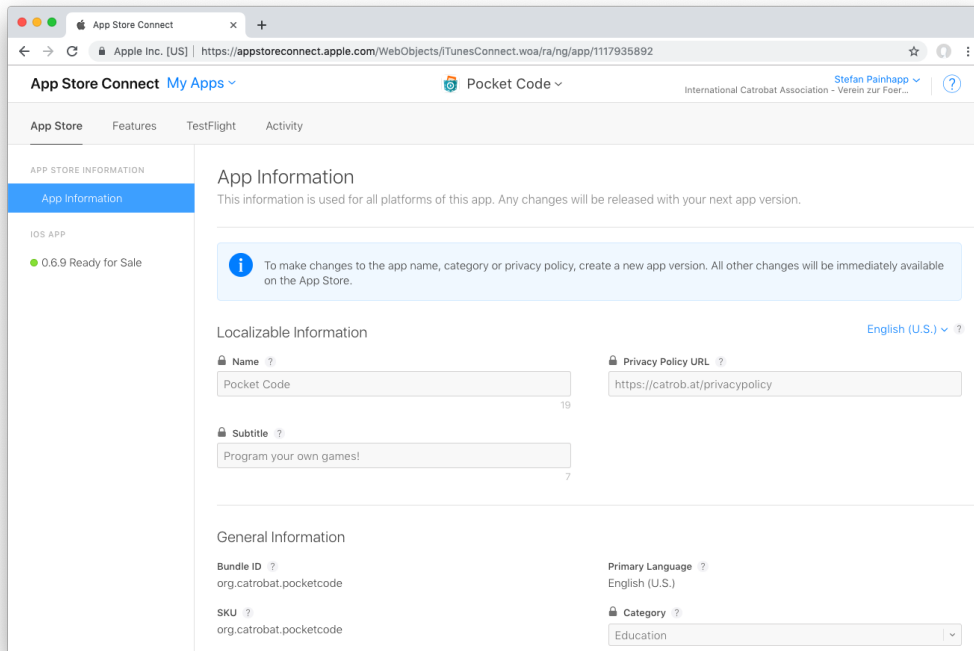 App Store Connect
Apple Inc. [US] | https://appstoreconnect.apple.com/WebObjects/iTunesConnect.woa/ra/ng/app/1117935892
App Store Connect My Apps
Pocket Code
Stefan Painhapp
International Catrobat Association - Verein zur Foer...
?
App Store Features TestFlight Activity
APP STORE INFORMATION
App Information
IOS APP
0.6.9 Ready for Sale
App Information
This information is used for all platforms of this app. Any changes will be released with your next app version.
To make changes to the app name, category or privacy policy, create a new app version. All other changes will be immediately available
on the App Store.
Localizable Information
English (U.S.) ?
Name ?
Pocket Code
19
Privacy Policy URL ?
https://catrob.at/privacypolicy
Subtitle ?
Program your own games!
7
General Information
Bundle ID ?
org.catrobat.pocketcode
Primary Language ?
English (U.S.)
SKU ?
org.catrobat.pocketcode
Category ?
Education